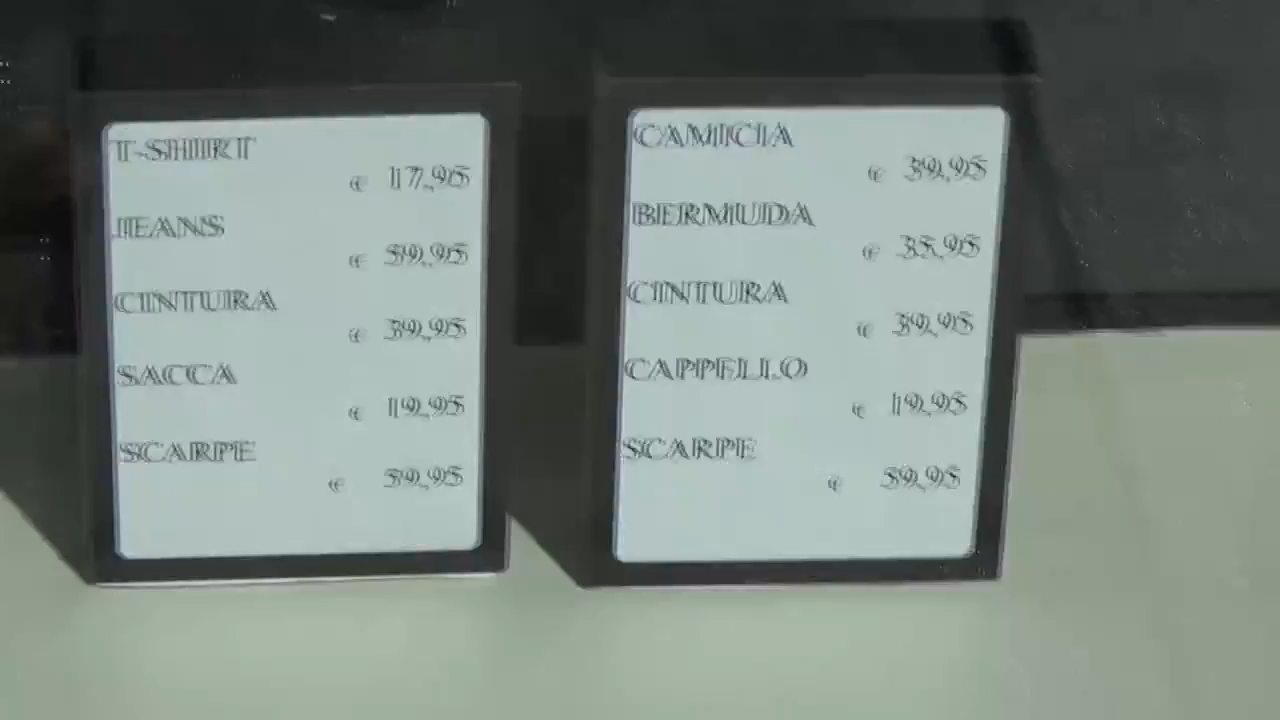 T-SHIRT
€ 17,95
JEANS
€ 59,95
CINTURA
€ 39,95
SACCA
€ 19,95
SCARPE
€ 59,95
CAMICIA
€ 39,95
BERMUDA
€ 35,95
CINTURA
€ 39,95
CAPPELLO
€ 19,95
SCARPE
€ 59,95